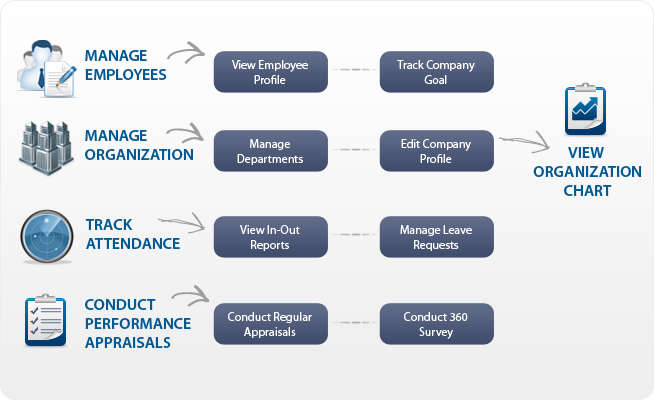 MANAGE
EMPLOYEES
View Employee
Profile
Track Company
Goal
MANAGE
ORGANIZATION
Manage
Departments
Edit Company
Profile
VIEW
ORGANIZATION
CHART
TRACK
ATTENDANCE
View In-Out
Reports
Manage Leave
Requests
CONDUCT
PERFORMANCE
APPRAISALS
Conduct Regular
Appraisals
Conduct 360
Survey